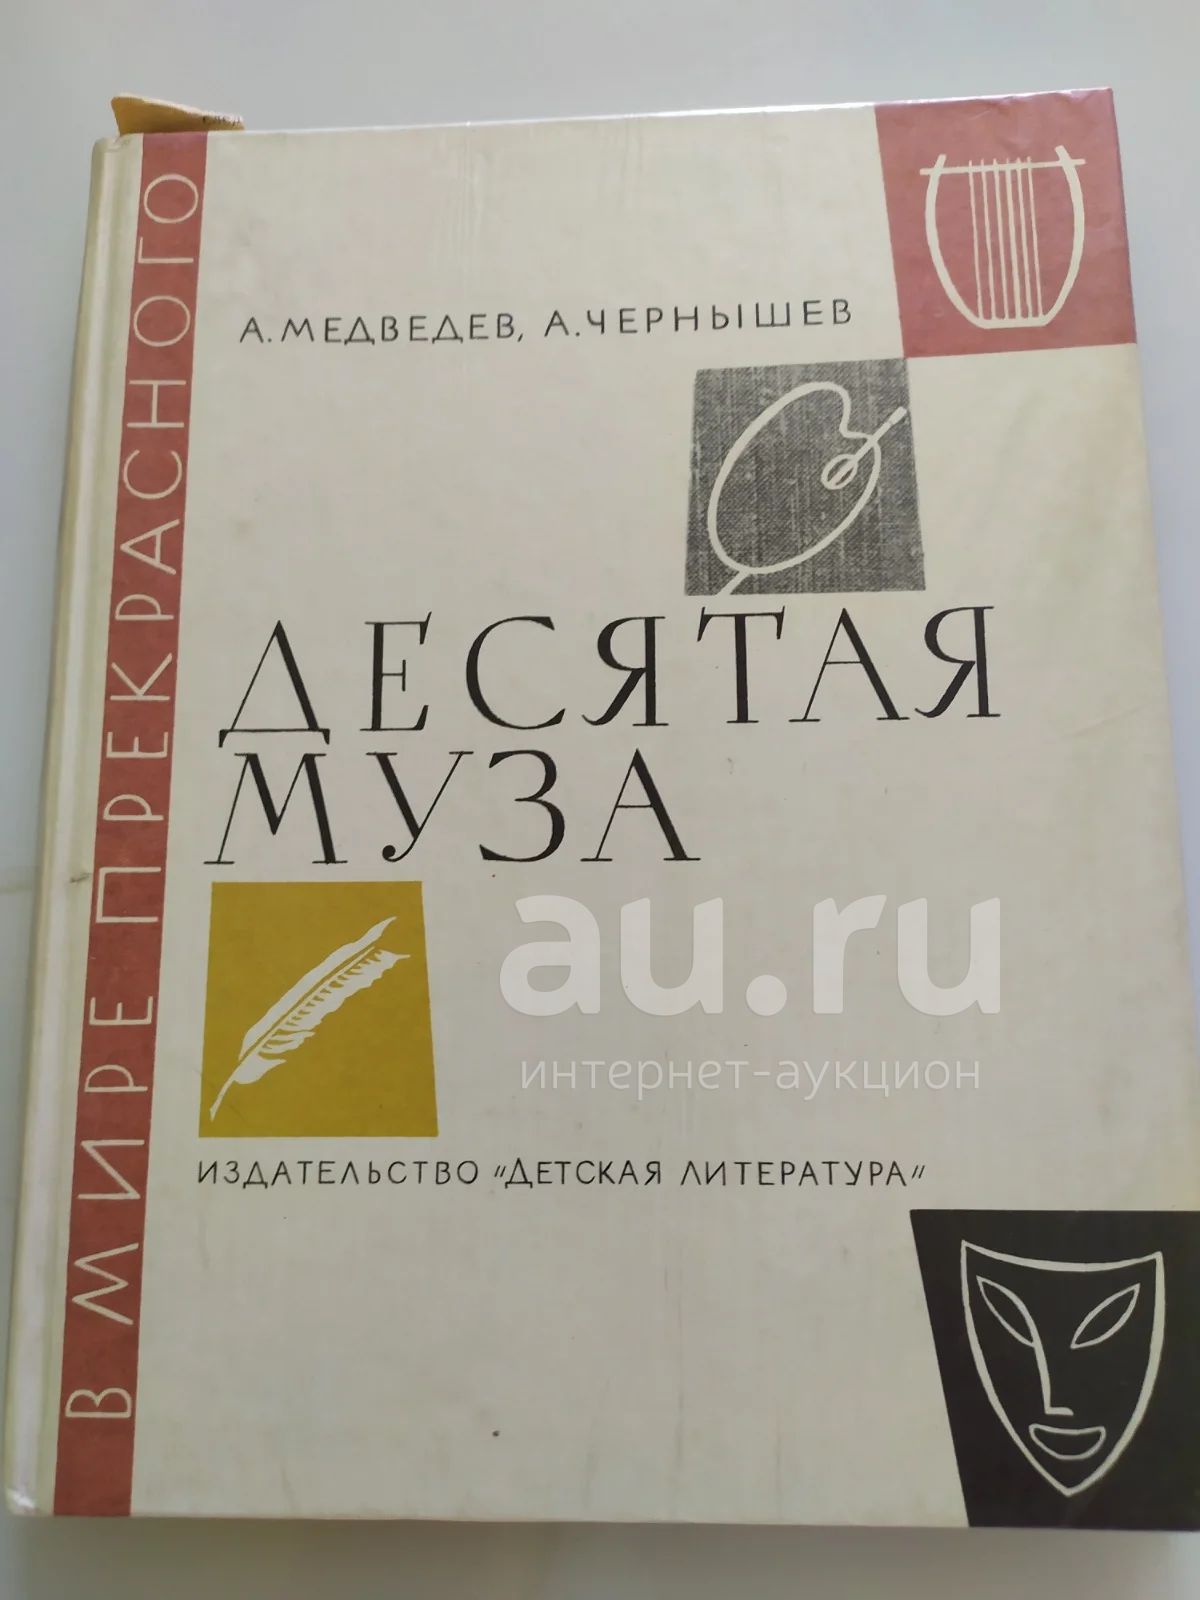 В МИРЕ ПРЕКРАСНОГО
А. МЕДВЕДЕВ, А. ЧЕРНЫШЕВ
ДЕСЯТАЯ
МУЗА
au.ru
интернет-аукцион
ИЗДАТЕЛЬСТВО "ДЕТСКАЯ ЛИТЕРАТУРА"